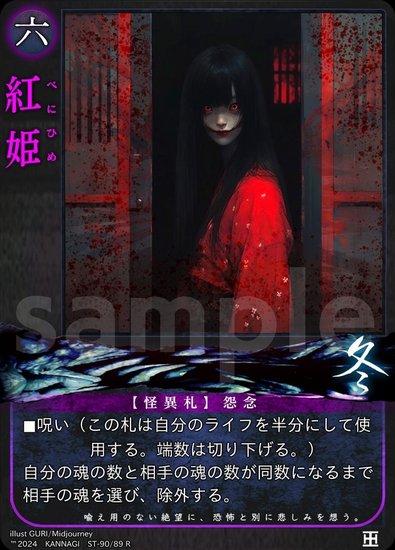 六
紅姫
べにひめ
sample
冬
【怪異札】怨念
■呪い（この札は自分のライフを半分にして使
用する。端数は切り下げる。）
自分の魂の数と相手の魂の数が同数になるまで
相手の魂を選び、除外する。
喩え用のない絶望に、恐怖と別に悲しみを想う。
illust GURI/Midjourney
™2024 KANNAGI ST-90/89 R